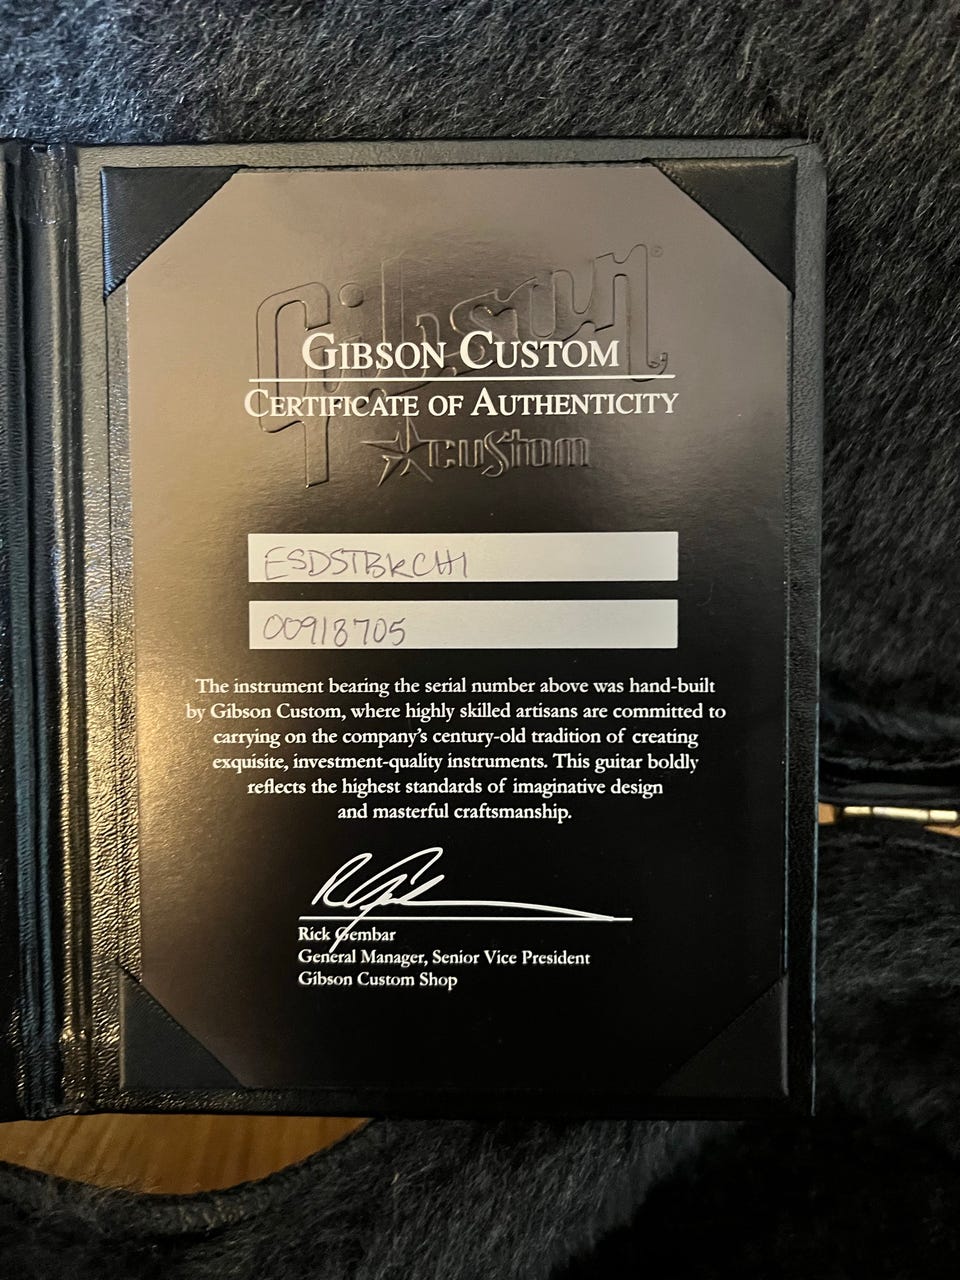 Gibson
GIBSON CUSTOM
CERTIFICATE OF AUTHENTICITY
custom
ESDSTBKCH1
00918705
The instrument bearing the serial number above was hand-built
by Gibson Custom, where highly skilled artisans are committed to
carrying on the company's century-old tradition of creating
exquisite, investment-quality instruments. This guitar boldly
reflects the highest standards of imaginative design
and masterful craftsmanship.
Rick Gembar
General Manager, Senior Vice President
Gibson Custom Shop